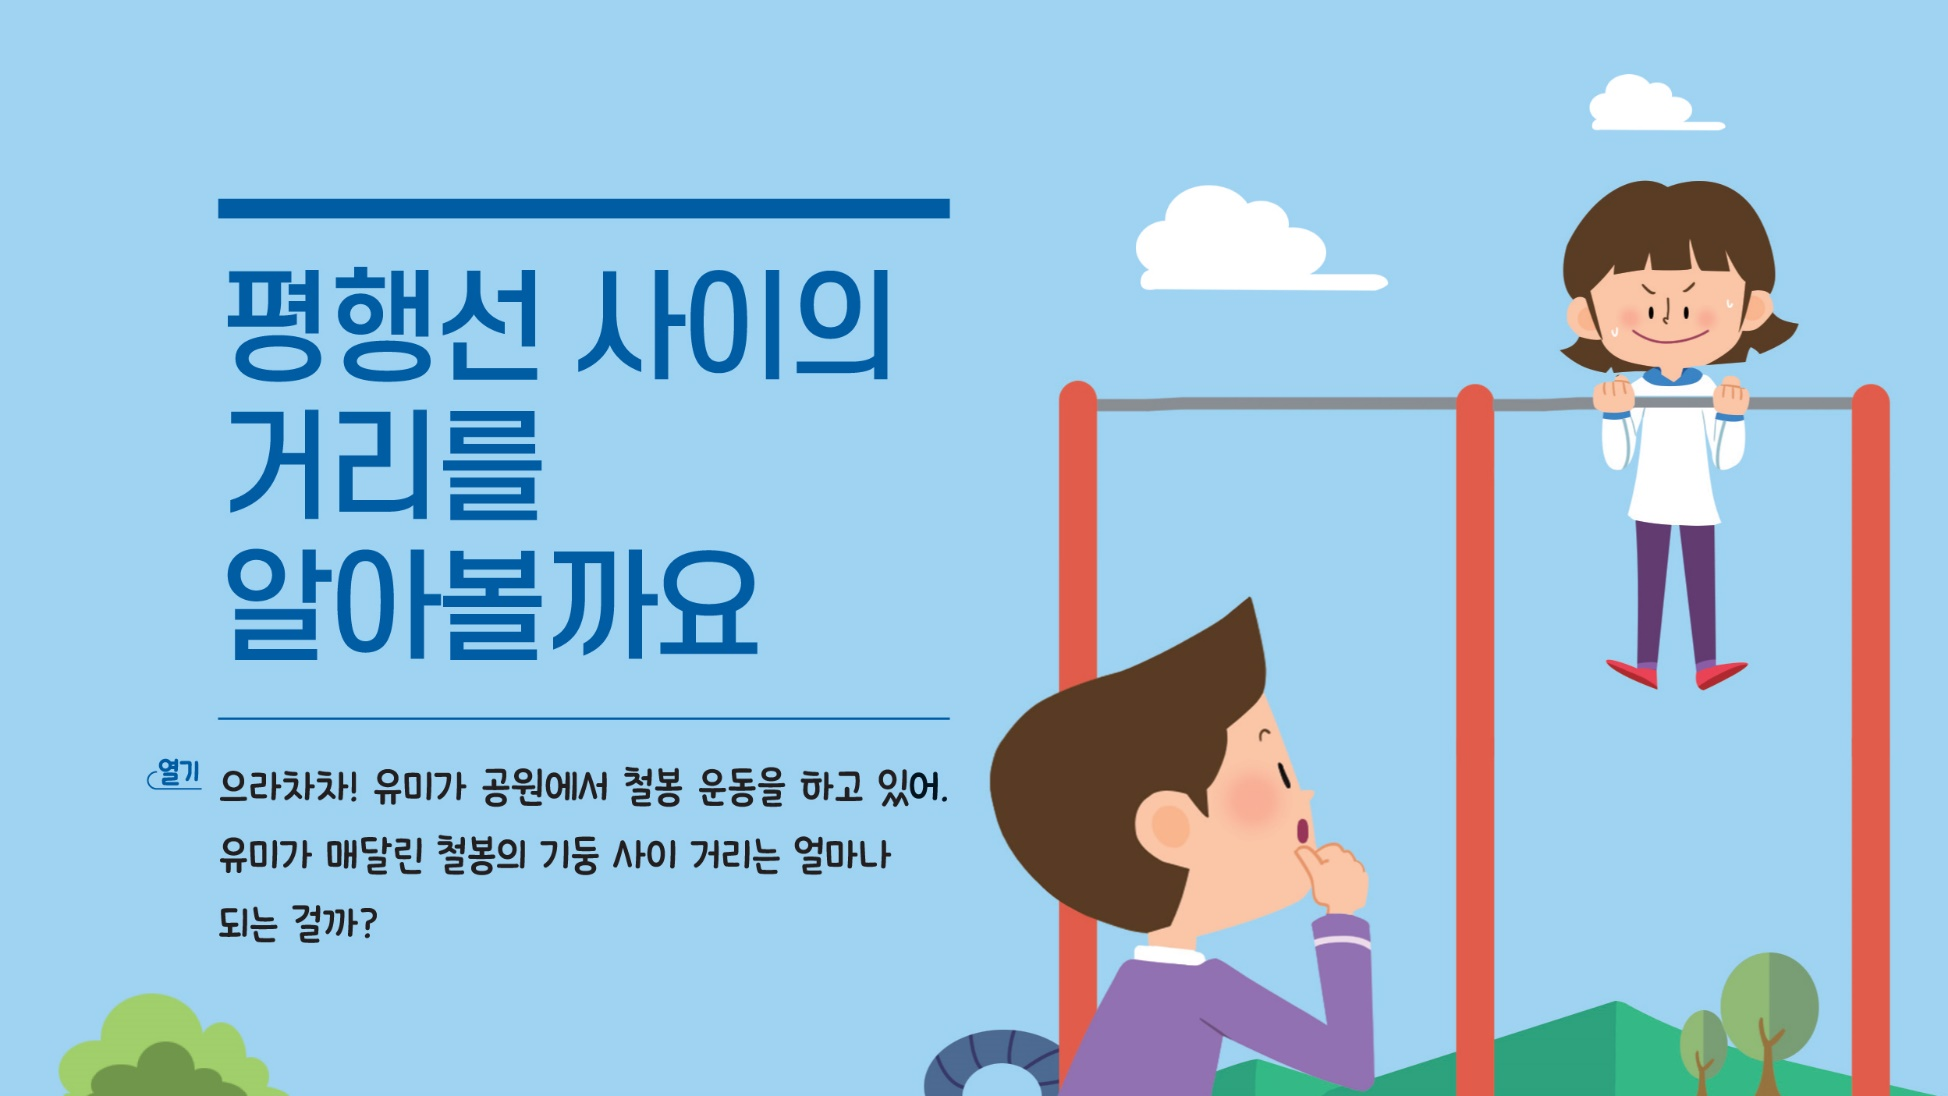 평행선 사이의
거리를
알아볼까요
열기
으라차차! 유미가 공원에서 철봉 운동을 하고 있어.
유미가 매달린 철봉의 기둥 사이 거리는 얼마나
되는 걸까?